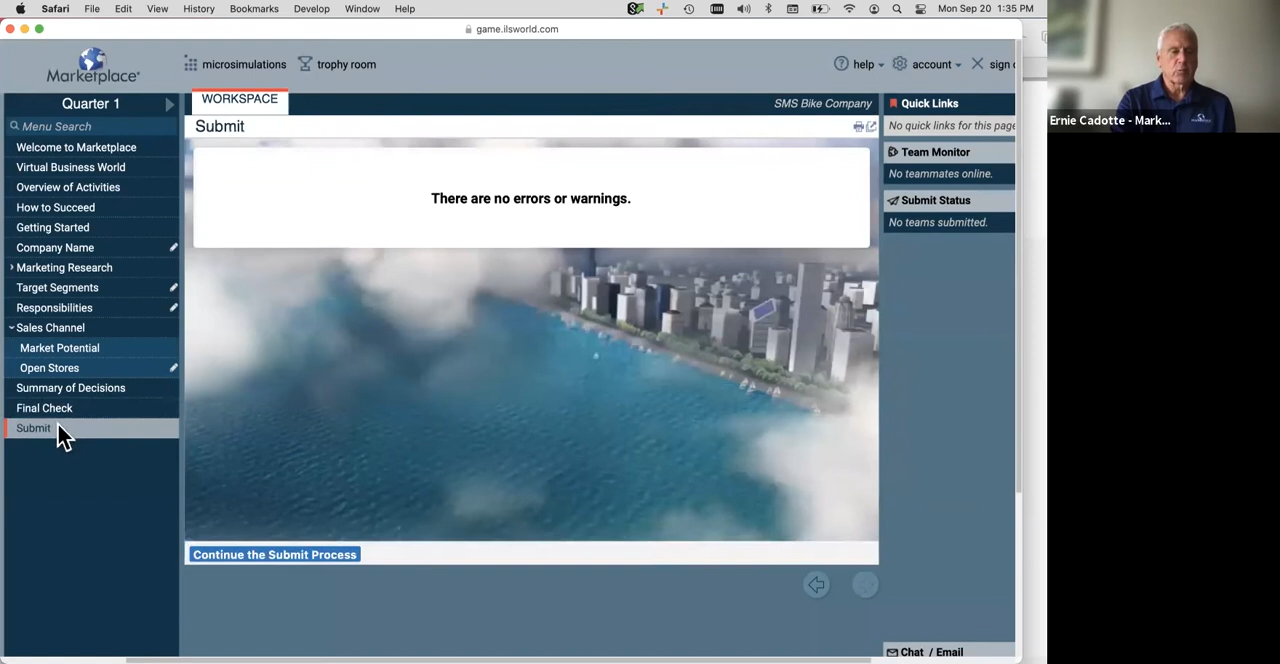 Safari File Edit View History Bookmarks Develop Window Help Mon Sep 20 1:35 PM
game.ilsworld.com
Marketplace
microsimulations trophy room help account sign
Quarter 1
Menu Search
Welcome to Marketplace
Virtual Business World
Overview of Activities
How to Succeed
Getting Started
Company Name
Marketing Research
Target Segments
Responsibilities
Sales Channel
Market Potential
Open Stores
Summary of Decisions
Final Check
Submit
WORKSPACE SMS Bike Company
Submit
There are no errors or warnings.
Continue the Submit Process
Quick Links
No quick links for this page
Team Monitor
No teammates online.
Submit Status
No teams submitted.
Chat / Email
Ernie Cadotte - Mark...